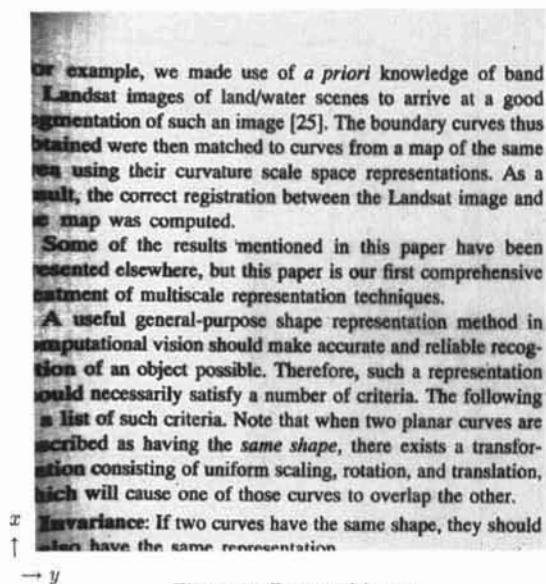 or example, we made use of a priori knowledge of band
Landsat images of land/water scenes to arrive at a good
gmentation of such an image [25]. The boundary curves thus
btained were then matched to curves from a map of the same
rea using their curvature scale space representations. As a
sult, the correct registration between the Landsat image and
e map was computed.
Some of the results mentioned in this paper have been
resented elsewhere, but this paper is our first comprehensive
eatment of multiscale representation techniques.
A useful general-purpose shape representation method in
omputational vision should make accurate and reliable recog-
tion of an object possible. Therefore, such a representation
ould necessarily satisfy a number of criteria. The following
a list of such criteria. Note that when two planar curves are
scribed as having the same shape, there exists a transfor-
ation consisting of uniform scaling, rotation, and translation,
hich will cause one of those curves to overlap the other.
Invariance: If two curves have the same shape, they should
also have the same representation
x
↑
→ y